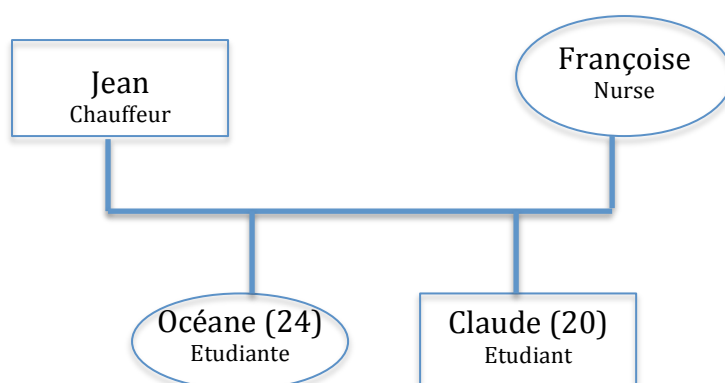 Jean
Chauffeur
Françoise
Nurse
Océane (24)
Etudiante
Claude (20)
Etudiant